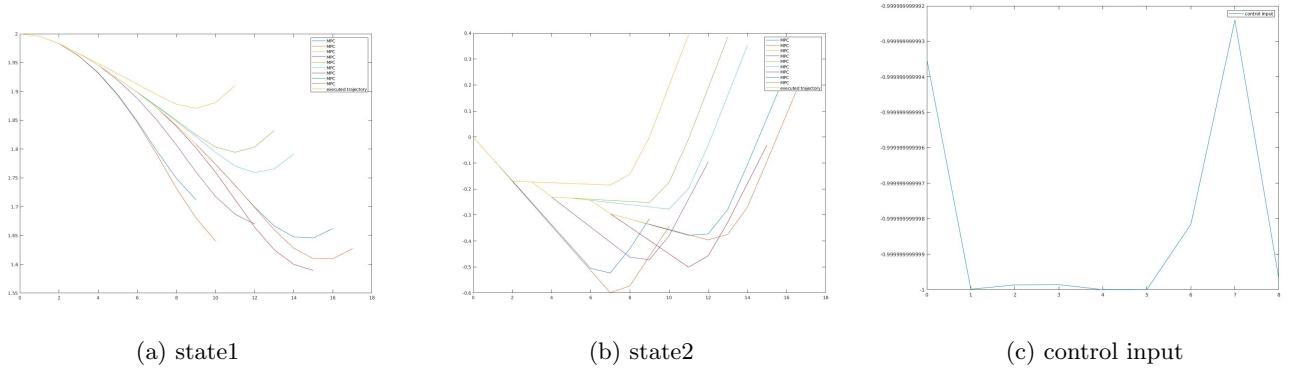 2
1.95
1.9
1.85
1.8
1.75
1.7
1.65
1.6
1.55
0 2 4 6 8 10 12 14 16 18
MPC
MPC
MPC
MPC
MPC
MPC
MPC
MPC
MPC
executed trajectory
(a) state1
0.4
0.3
0.2
0.1
0
-0.1
-0.2
-0.3
-0.4
-0.5
-0.6
0 2 4 6 8 10 12 14 16 18
MPC
MPC
MPC
MPC
MPC
MPC
MPC
MPC
MPC
executed trajectory
(b) state2
-0.999999999992
-0.999999999993
-0.999999999994
-0.999999999995
-0.999999999996
-0.999999999997
-0.999999999998
-0.999999999999
-1
0 1 2 3 4 5 6 7 8
control input
(c) control input